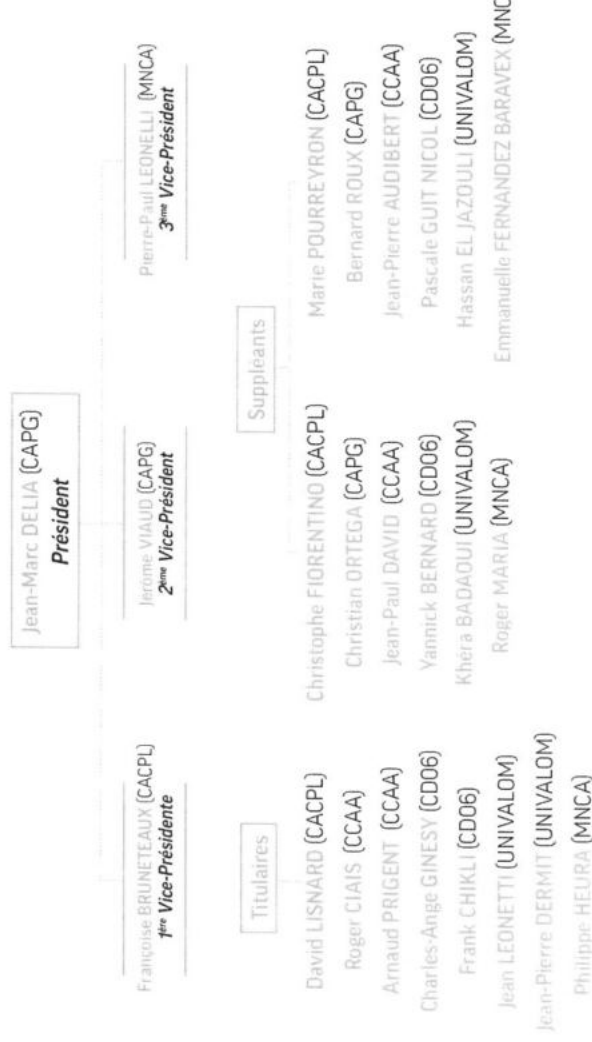 Jean-Marc DELIA (CAPG)
Président
Françoise BRUNETEAUX (CACPL)
1ère Vice-Présidente
Jérôme VIAUD (CAPG)
2ème Vice-Président
Pierre-Paul LEONELLI (MNCA)
3ème Vice-Président
Titulaires
David LISNARD (CACPL)
Roger CIAIS (CCAA)
Arnaud PRIGENT (CCAA)
Charles-Ange GINESY (CD06)
Frank CHIKLI (CD06)
Jean LEONETTI (UNIVALOM)
Jean-Pierre DERMIT (UNIVALOM)
Philippe HEURA (MNCA)
Suppléants
Christophe FIORENTINO (CACPL)
Christian ORTEGA (CAPG)
Jean-Paul DAVID (CCAA)
Yannick BERNARD (CD06)
Khéra BADAOUI (UNIVALOM)
Roger MARIA (MNCA)
Marie POURREYRON (CACPL)
Bernard ROUX (CAPG)
Jean-Pierre AUDIBERT (CCAA)
Pascale GUIT NICOL (CD06)
Hassan EL JAZOULI (UNIVALOM)
Emmanuelle FERNANDEZ BARAVEX